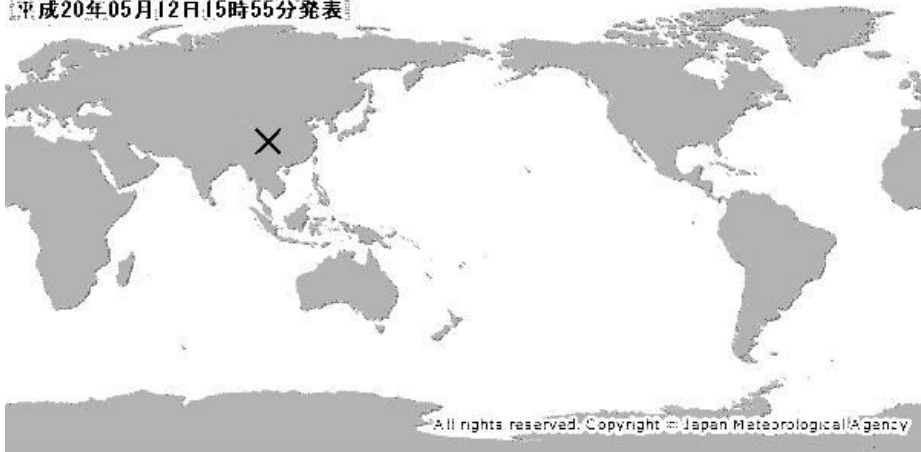 平成20年05月12日15時55分発表
All rights reserved. Copyright © Japan Meteorological Agency